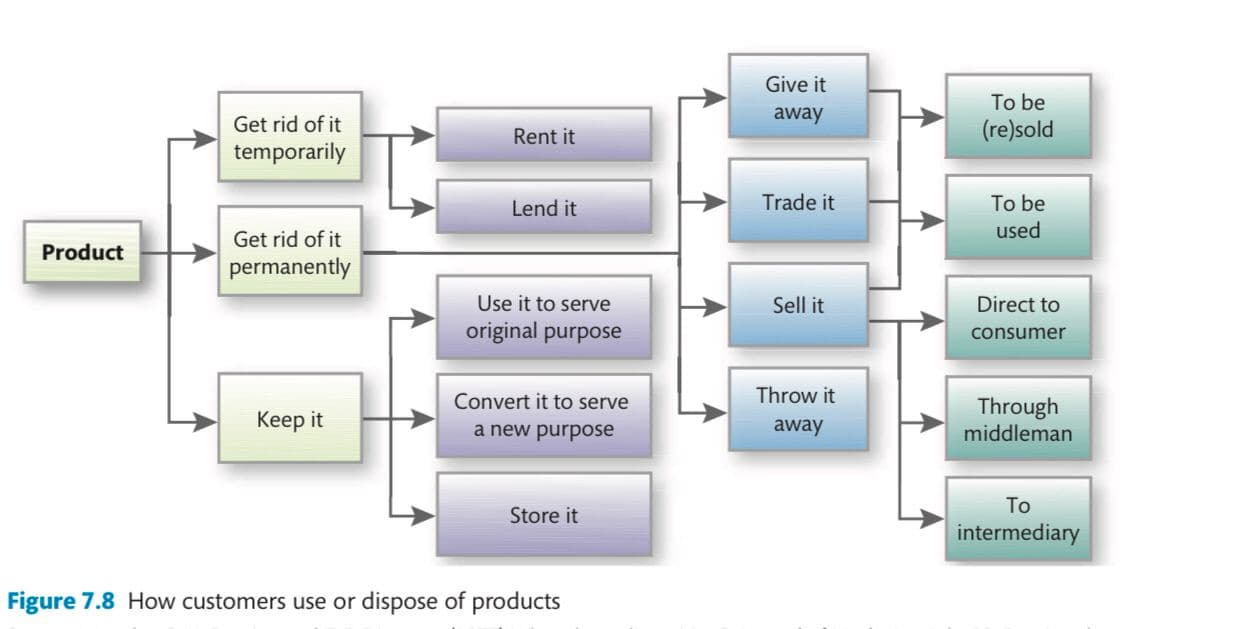 Product
Get rid of it
temporarily
Get rid of it
permanently
Keep it
Rent it
Lend it
Use it to serve
original purpose
Convert it to serve
a new purpose
Store it
Give it
away
Trade it
Sell it
Throw it
away
To be
(re)sold
To be
used
Direct to
consumer
Through
middleman
To
intermediary
Figure 7.8 How customers use or dispose of products